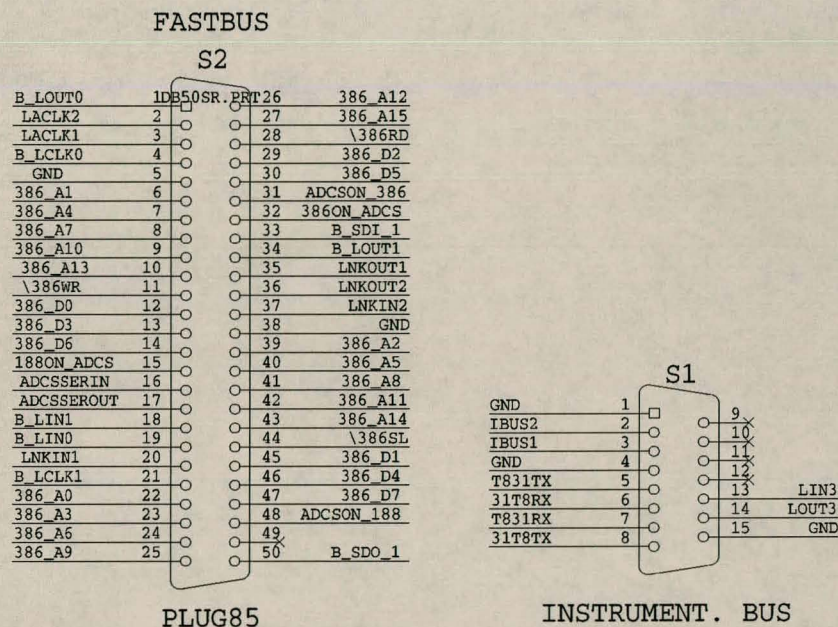 FASTBUS
S2
B_LOUT0 1 DB50SR.PRT 26 386_A12
LACLK2 2 27 386_A15
LACLK1 3 28 \386RD
B_LCLK0 4 29 386_D2
GND 5 30 386_D5
386_A1 6 31 ADCSON_386
386_A4 7 32 386ON_ADCS
386_A7 8 33 B_SDI_1
386_A10 9 34 B_LOUT1
386_A13 10 35 LNKOUT1
\386WR 11 36 LNKOUT2
386_D0 12 37 LNKIN2
386_D3 13 38 GND
386_D6 14 39 386_A2
188ON_ADCS 15 40 386_A5
ADCSSERIN 16 41 386_A8
ADCSSEROUT 17 42 386_A11
B_LIN1 18 43 386_A14
B_LIN0 19 44 \386SL
LNKIN1 20 45 386_D1
B_LCLK1 21 46 386_D4
386_A0 22 47 386_D7
386_A3 23 48 ADCSON_188
386_A6 24 49
386_A9 25 50 B_SDO_1
PLUG85
S1
GND 1 9
IBUS2 2 10
IBUS1 3 11
GND 4 12
T831TX 5 13 LIN3
31T8RX 6 14 LOUT3
T831RX 7 15 GND
31T8TX 8
INSTRUMENT. BUS